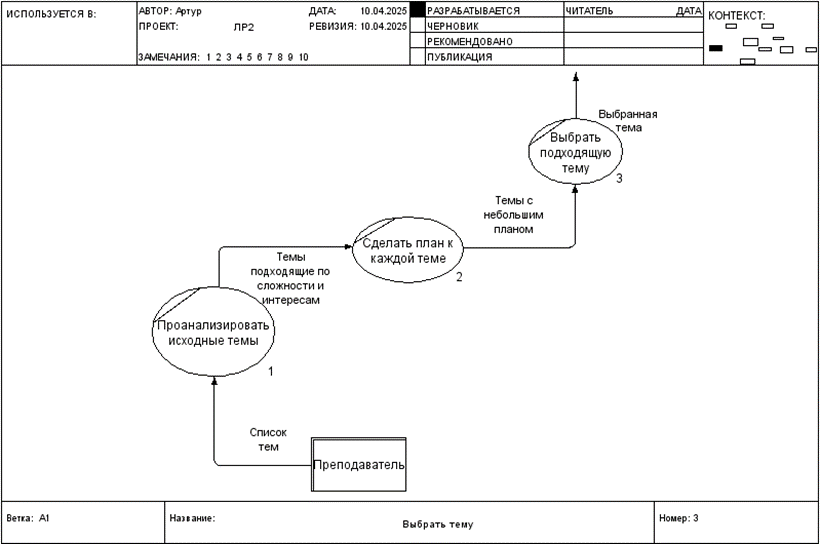 ИСПОЛЬЗУЕТСЯ В:
АВТОР: Артур
ДАТА: 10.04.2025
ПРОЕКТ: ЛР2
РЕВИЗИЯ: 10.04.2025
ЗАМЕЧАНИЯ: 1 2 3 4 5 6 7 8 9 10
РАЗРАБАТЫВАЕТСЯ
ЧЕРНОВИК
РЕКОМЕНДОВАНО
ПУБЛИКАЦИЯ
ЧИТАТЕЛЬ ДАТА
КОНТЕКСТ:
Выбранная
тема
Выбрать
подходящую
тему
3
Темы с
небольшим
планом
Сделать план к
каждой теме
2
Темы
подходящие по
сложности и
интересам
Проанализировать
исходные темы
1
Список
тем
Преподаватель
Ветка: А1
Название:
Выбрать тему
Номер: 3